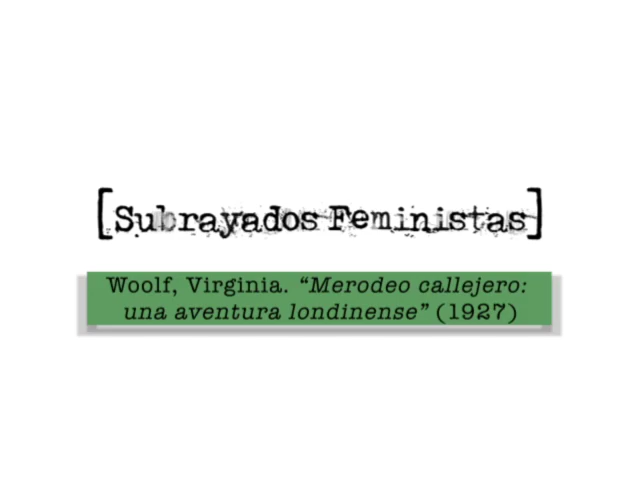 [Subrayados Feministas]
Woolf, Virginia. “Merodeo callejero:
una aventura londinense” (1927)